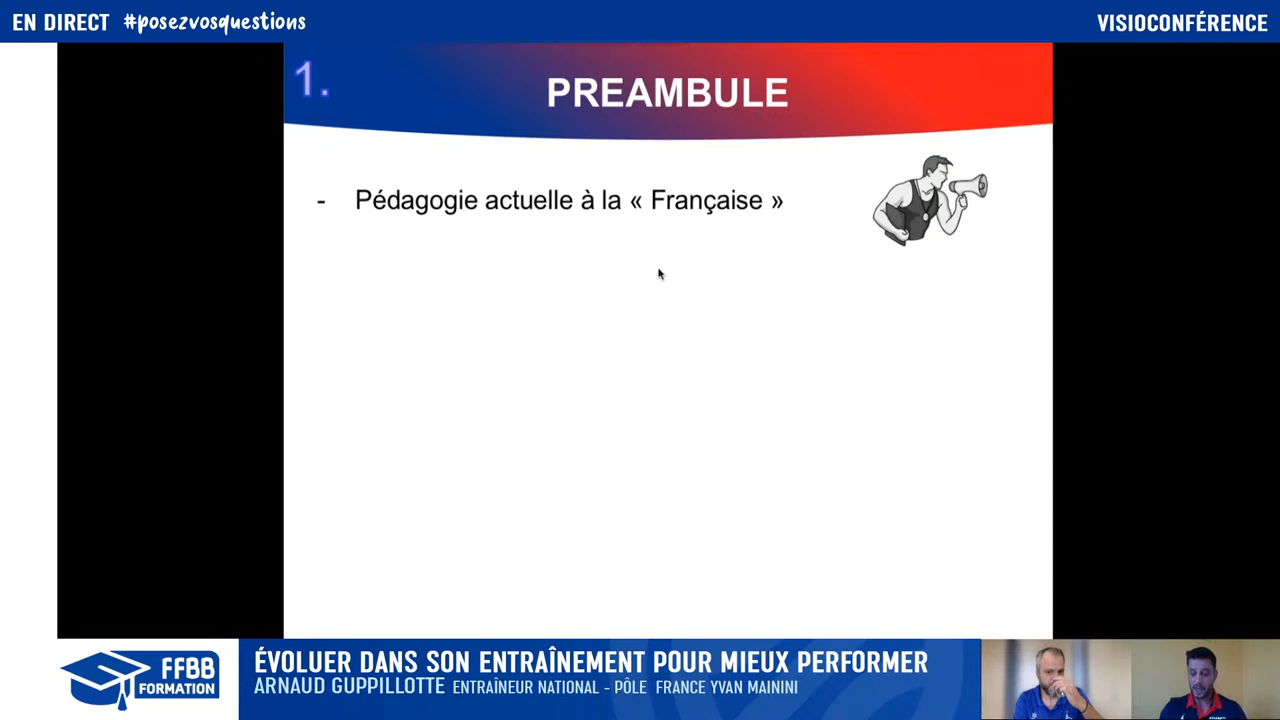 EN DIRECT #posezvosquestions
VISIOCONFÉRENCE
1.
PREAMBULE
- Pédagogie actuelle à la « Française »
FFBB
FORMATION
ÉVOLUER DANS SON ENTRAÎNEMENT POUR MIEUX PERFORMER
ARNAUD GUPPILLOTTE ENTRAÎNEUR NATIONAL - PÔLE FRANCE YVAN MAININI